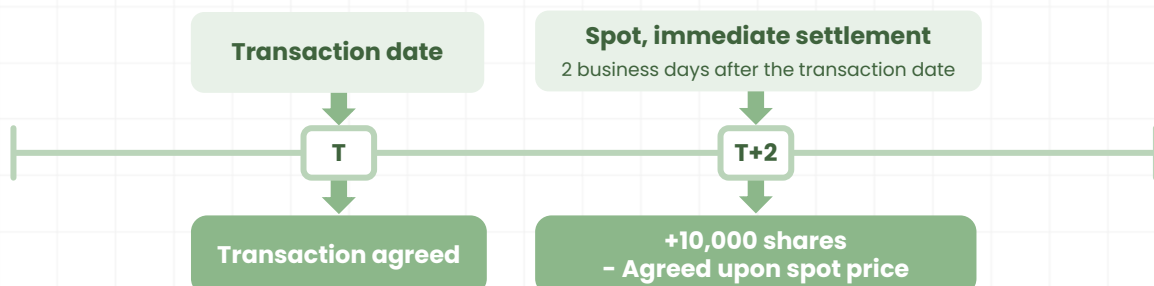 Transaction date
Spot, immediate settlement
2 business days after the transaction date
T
T+2
Transaction agreed
+10,000 shares
- Agreed upon spot price